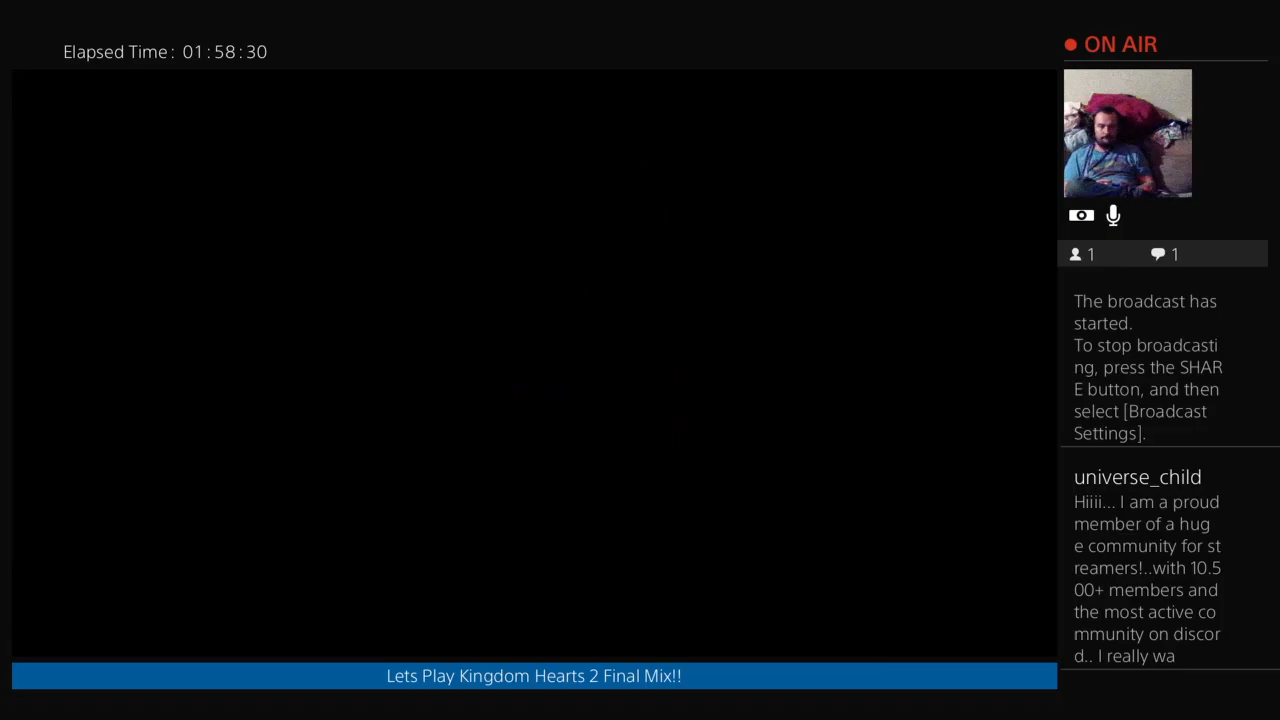 Elapsed Time: 01:58:30
ON AIR
1
1
The broadcast has
started.
To stop broadcasti
ng, press the SHAR
E button, and then
select [Broadcast
Settings].
universe_child
Hiiii... I am a proud
member of a hug
e community for st
reamers!..with 10.5
00+ members and
the most active co
mmunity on discor
d.. I really wa
Lets Play Kingdom Hearts 2 Final Mix!!